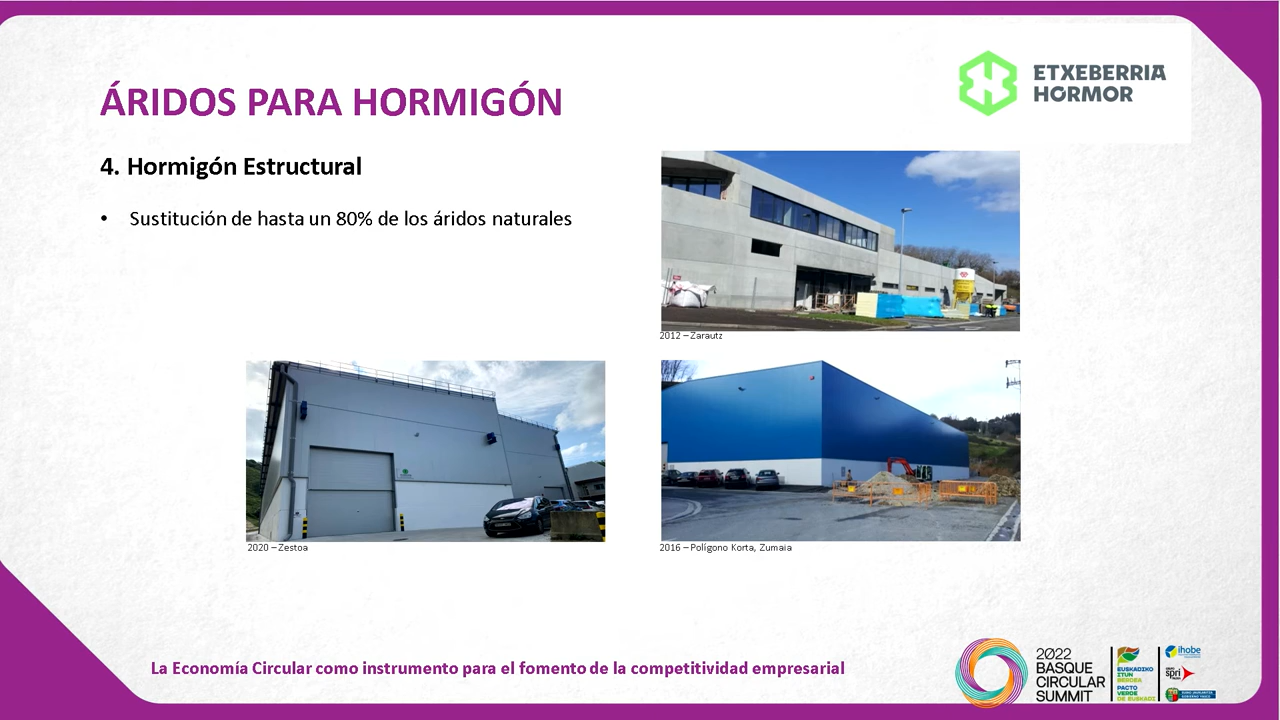 ETXEBERRIA
HORMOR
ÁRIDOS PARA HORMIGÓN
4. Hormigón Estructural
• Sustitución de hasta un 80% de los áridos naturales
2012 – Zarautz
2020 – Zestoa
2016 – Polígono Korta, Zumaia
La Economía Circular como instrumento para el fomento de la competitividad empresarial
2022
BASQUE
CIRCULAR
SUMMIT
EUSKADIKO
ITUN
BERDEA
PACTO
VERDE
DE EUSKADI
ihobe
spri